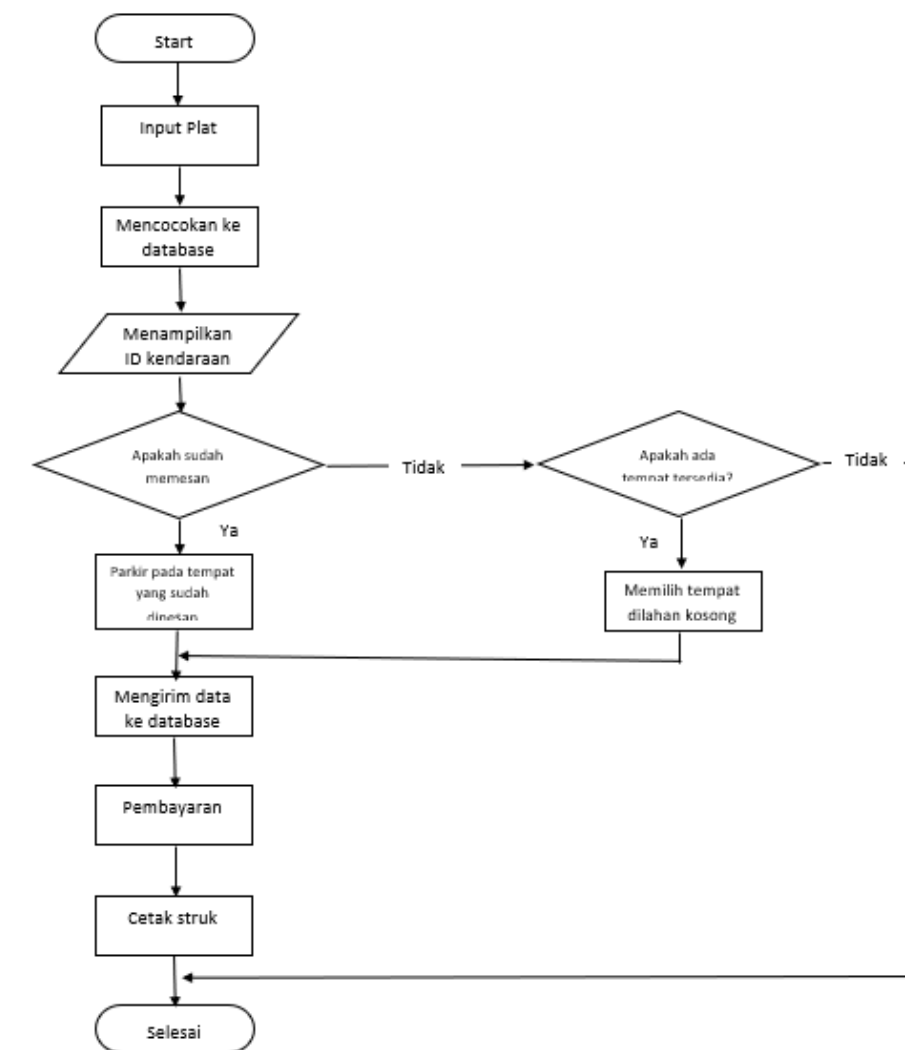 Start
Input Plat
Mencocokan ke
database
Menampilkan
ID kendaraan
Apakah sudah
memesan
Tidak
Apakah ada
tempat tersedia?
Tidak
Ya
Ya
Parkir pada tempat
yang sudah
dipesan
Memilih tempat
dilahan kosong
Mengirim data
ke database
Pembayaran
Cetak struk
Selesai